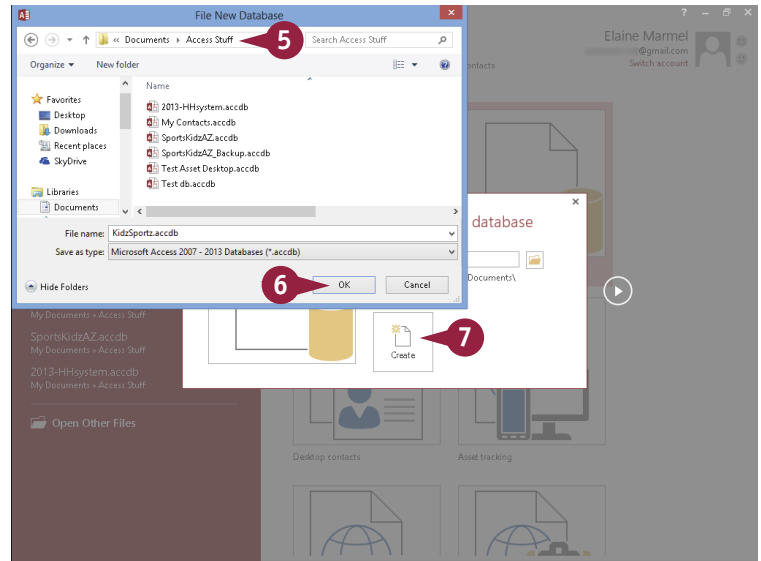 File New Database
? 
« Documents ▸ Access Stuff
5
Search Access Stuff
Organize
New folder
Name
Favorites
Desktop
Downloads
Recent places
SkyDrive
Libraries
Documents
2013-HHsystem.accdb
My Contacts.accdb
SportsKidzAZ.accdb
SportsKidzAZ_Backup.accdb
Test Asset Desktop.accdb
Test db.accdb
File name: KidzSportz.accdb
Save as type: Microsoft Access 2007 - 2013 Databases (*.accdb)
Hide Folders
6
OK
Cancel
Elaine Marmel
@gmail.com
Switch account
contacts
database
Documents\
Create
7
My Documents » Access Stuff
SportsKidzAZ.accdb
My Documents » Access Stuff
2013-HHsystem.accdb
My Documents » Access Stuff
Open Other Files
Desktop contacts
Asset tracking